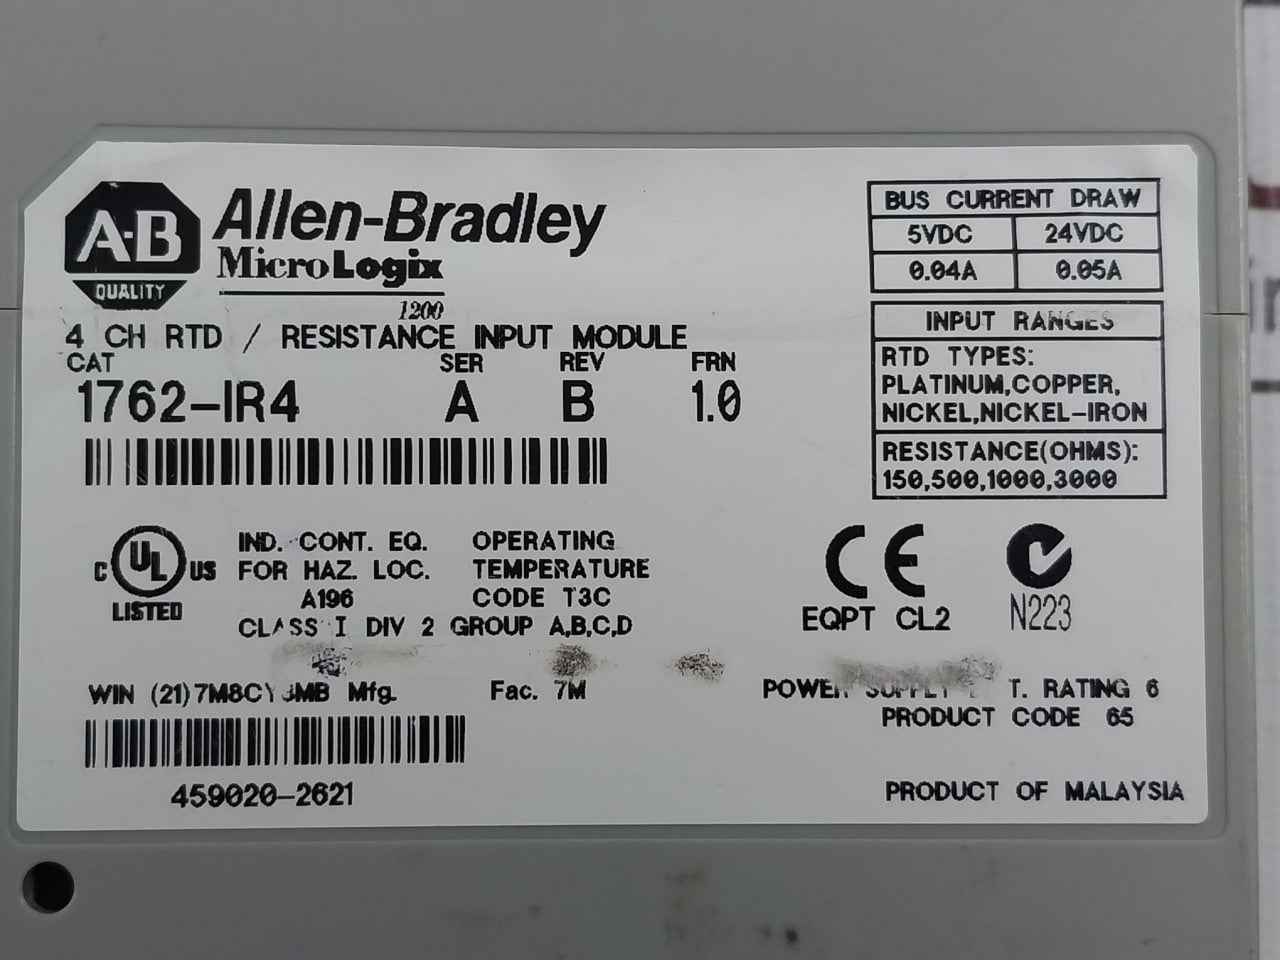 A-B
QUALITY
Allen-Bradley
MicroLogix
1200
4 CH RTD / RESISTANCE INPUT MODULE
CAT SER REV FRN
1762-IR4 A B 1.0
BUS CURRENT DRAW
5VDC 24VDC
0.04A 0.05A
INPUT RANGES
RTD TYPES:
PLATINUM,COPPER,
NICKEL,NICKEL-IRON
RESISTANCE(OHMS):
150,500,1000,3000
C UL US
LISTED
IND. CONT. EQ.
FOR HAZ. LOC.
A196
OPERATING
TEMPERATURE
CODE T3C
CLASS I DIV 2 GROUP A,B,C,D
CE
EQPT CL2
N223
WIN (21) Mfg. Fac. 7M
459020-2621
POWER SUPPLY T. RATING 6
PRODUCT CODE 65
PRODUCT OF MALAYSIA